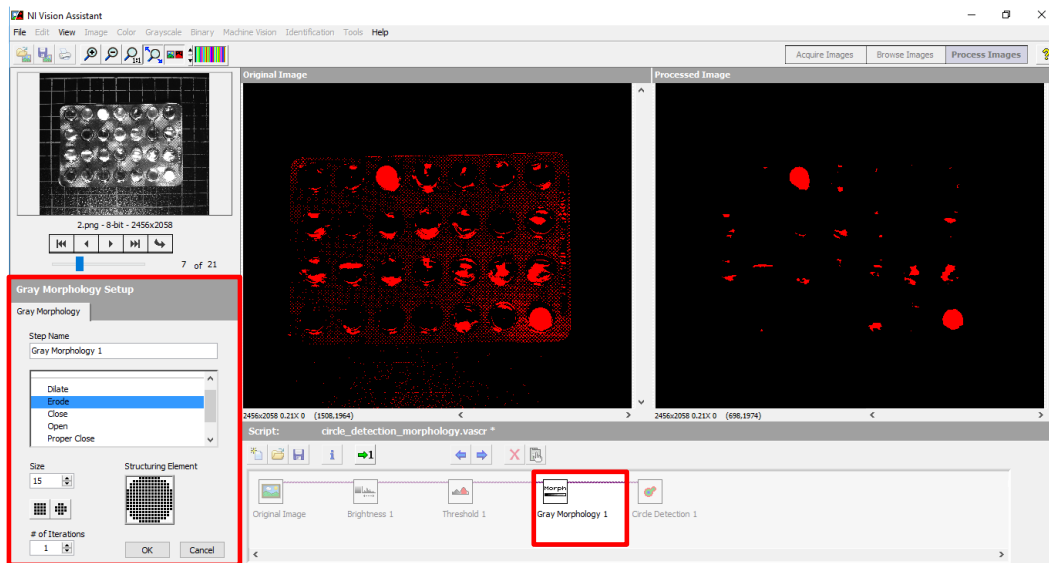 NI Vision Assistant
File Edit View Image Color Grayscale Binary Machine Vision Identification Tools Help
1:1
Acquire Images Browse Images Process Images ?
Original Image Processed Image
2.png - 8-bit - 2456x2058
7 of 21
Gray Morphology Setup
Gray Morphology
Step Name
Gray Morphology 1
Dilate
Erode
Close
Open
Proper Close
Size Structuring Element
15
# of Iterations
1 OK Cancel
2456x2058 0.21X 0 (1508,1964) 2456x2058 0.21X 0 (698,1974)
Script: circle_detection_morphology.vascr *
i 1
Morph
Original Image Brightness 1 Threshold 1 Gray Morphology 1 Circle Detection 1